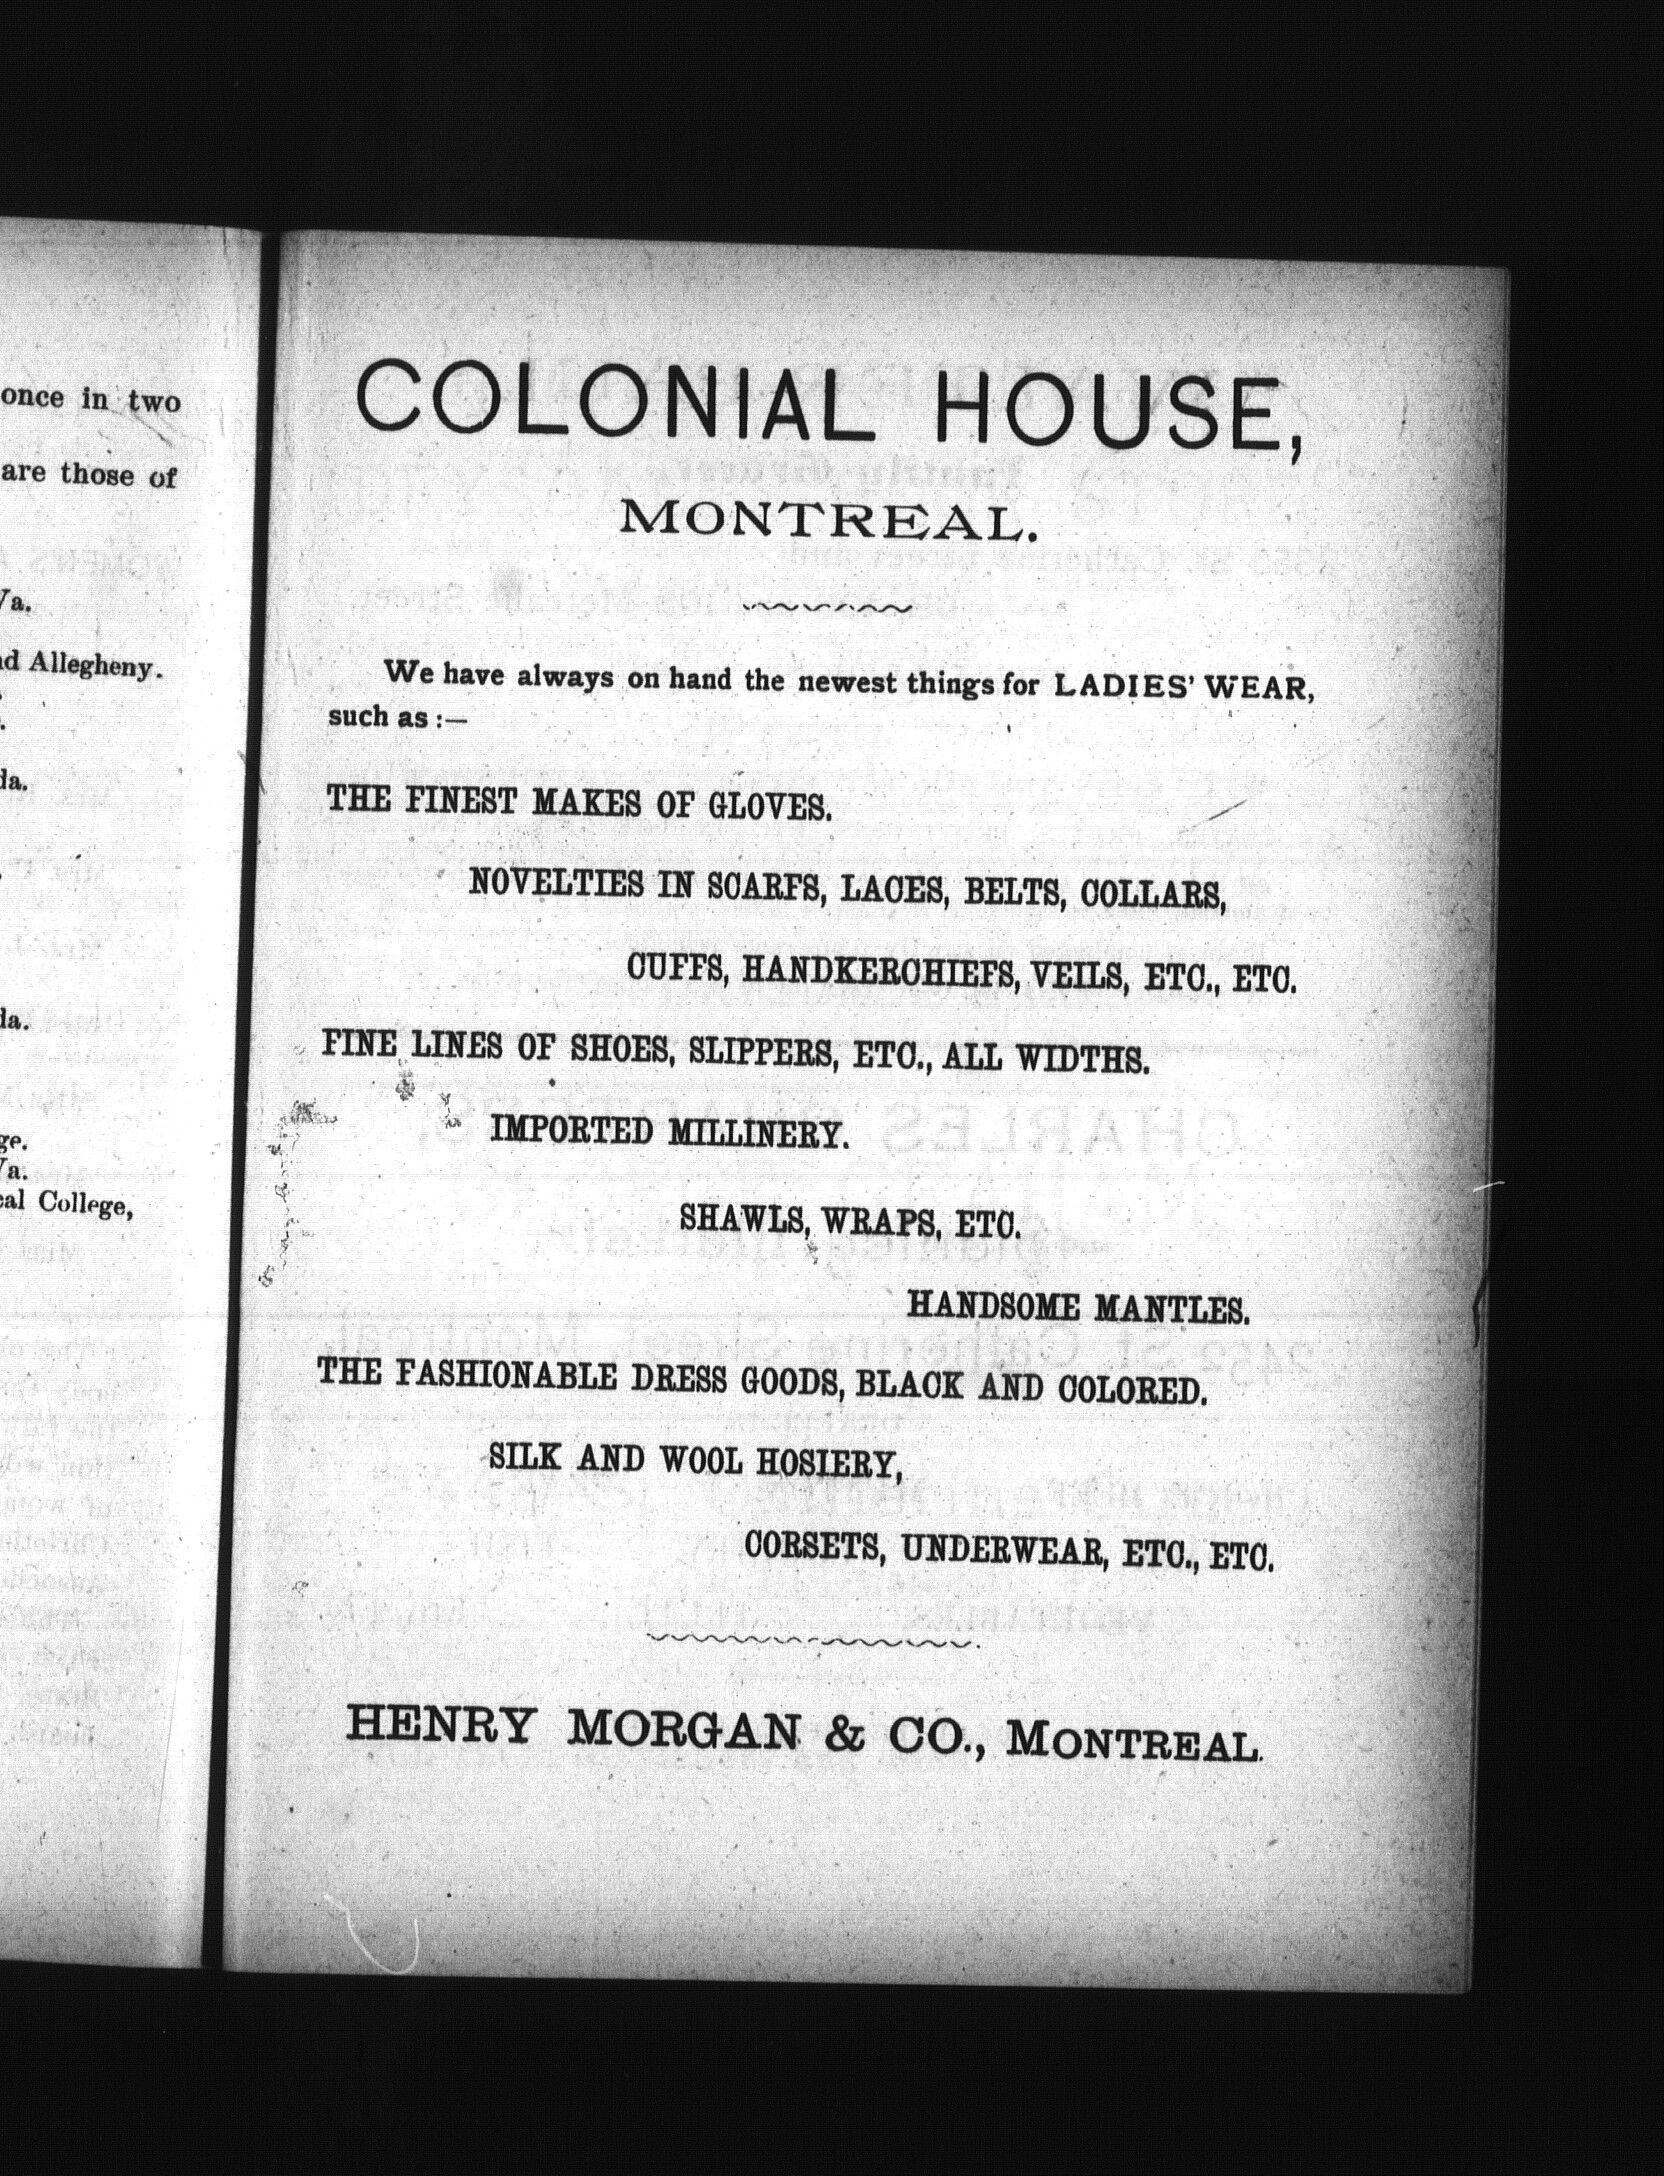 once in two
are those of
Va.
Allegheny.
da.
da.
Va.
College,
COLONIAL HOUSE,
MONTREAL.
We have always on hand the newest things for LADIES' WEAR,
such as :—
THE FINEST MAKES OF GLOVES.
NOVELTIES IN SCARFS, LACES, BELTS, COLLARS,
CUFFS, HANDKERCHIEFS, VEILS, ETC., ETC.
FINE LINES OF SHOES, SLIPPERS, ETC., ALL WIDTHS.
IMPORTED MILLINERY.
SHAWLS, WRAPS, ETC.
HANDSOME MANTLES.
THE FASHIONABLE DRESS GOODS, BLACK AND COLORED.
SILK AND WOOL HOSIERY,
CORSETS, UNDERWEAR, ETC., ETC.
HENRY MORGAN & CO., MONTREAL.